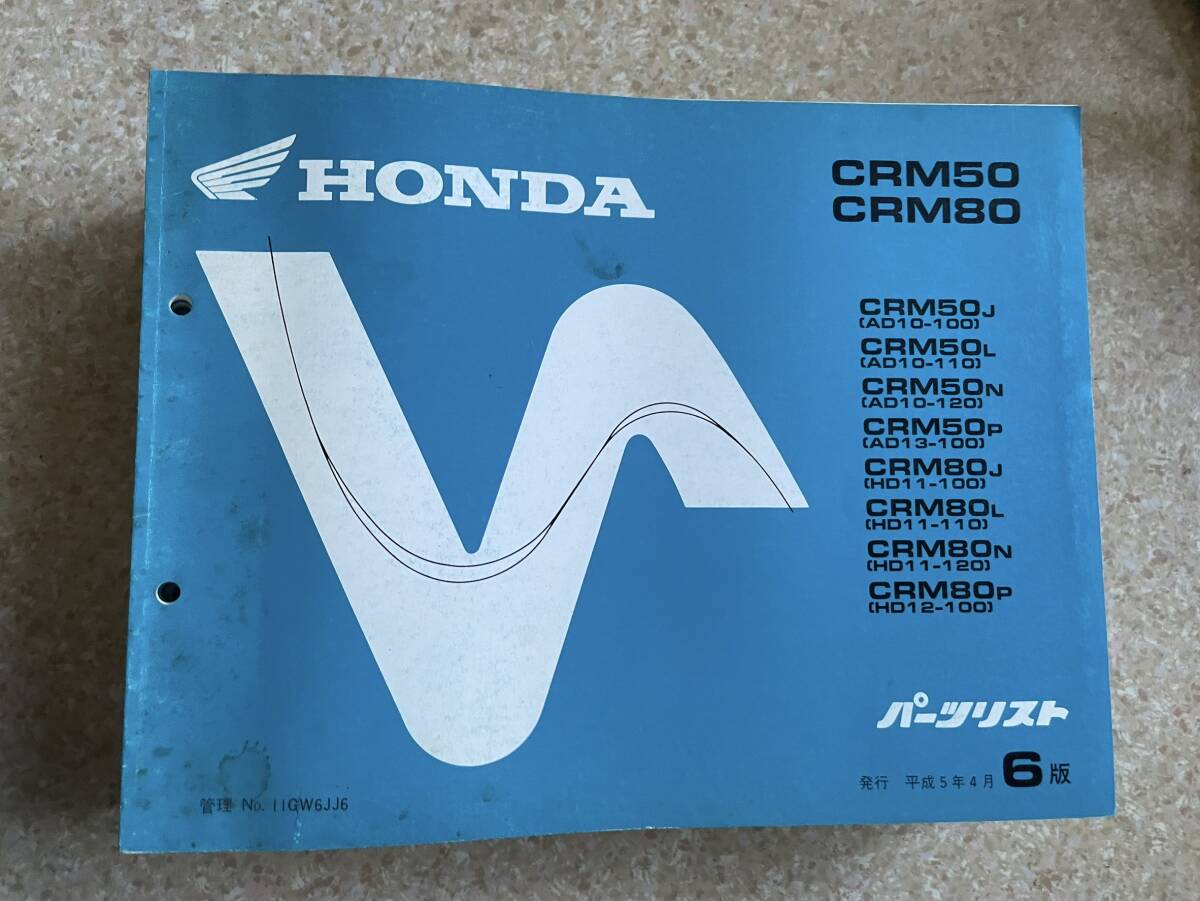 HONDA
CRM50
CRM80
CRM50J
(AD10-100)
CRM50L
(AD10-110)
CRM50N
(AD10-120)
CRM50P
(AD13-100)
CRM80J
(HD11-100)
CRM80L
(HD11-110)
CRM80N
(HD11-120)
CRM80P
(HD12-100)
パーツリスト
発行 平成5年4月 6版
管理 No. 11GW6JJ6